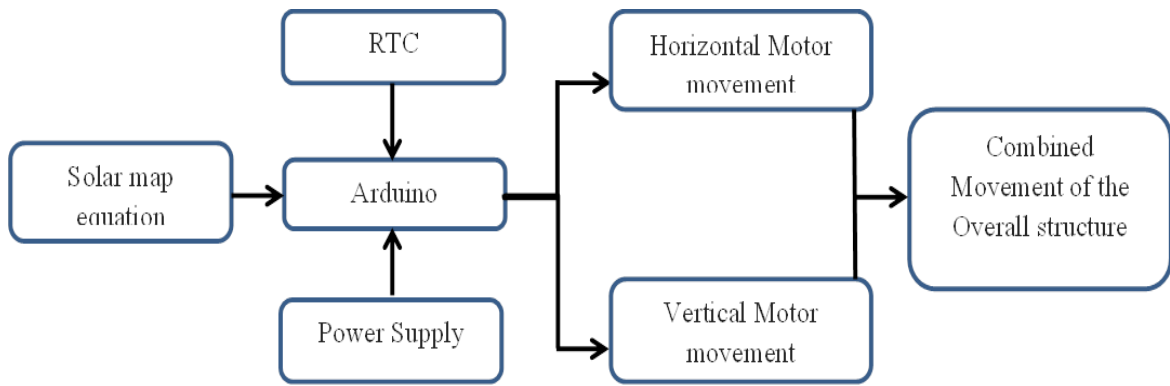 RTC
Solar map
equation
Arduino
Power Supply
Horizontal Motor
movement
Vertical Motor
movement
Combined
Movement of the
Overall structure